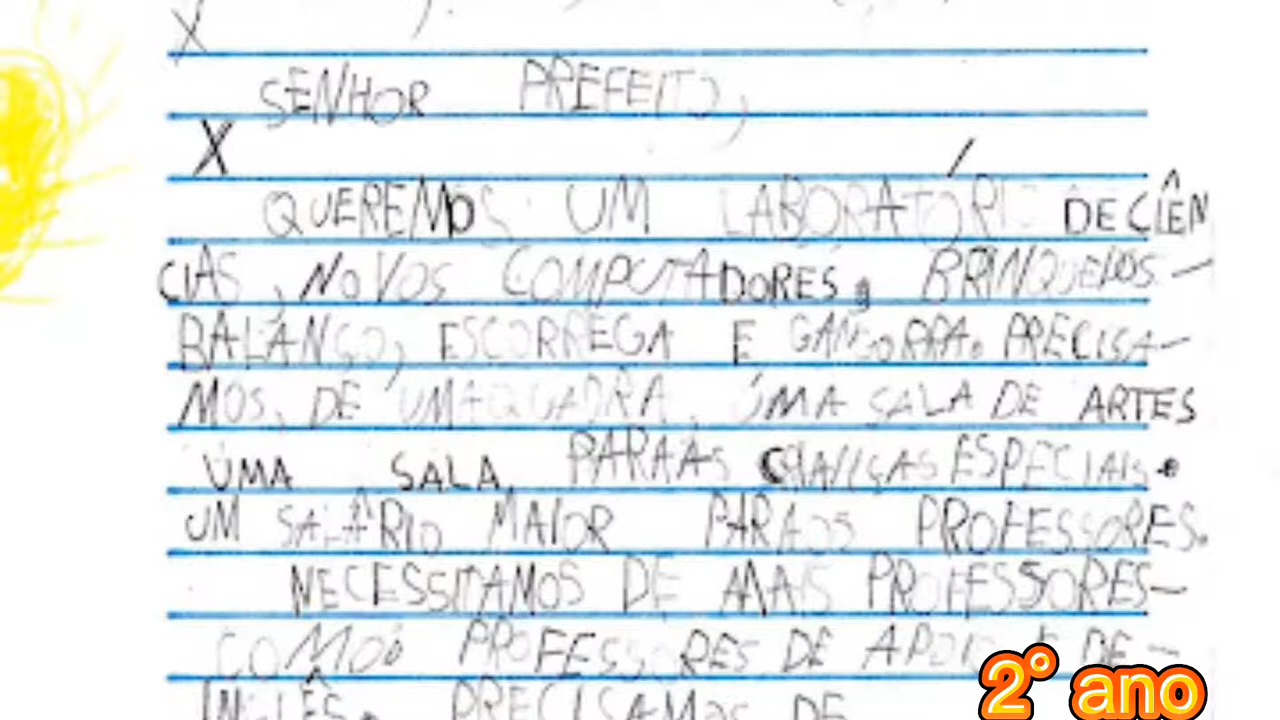 SENHOR PREFEITO,
QUEREMOS UM LABORATÓRIO DE CIÊN
CIAS, NOVOS COMPUTADORES, BRINQUEDOS -
BALANÇO, ESCORREGA E GANGORRA. PRECISA-
MOS, DE UMA QUADRA, UMA SALA DE ARTES
UMA SALA PARA AS CRIANÇAS ESPECIAIS e
UM SALÁRIO MAIOR PARA OS PROFESSORES.
NECESSITAMOS DE MAIS PROFESSORES-
COMO: PROFESSORES DE APOIO E DE-
INGLÊS. PRECISAMOS DE
2° ano